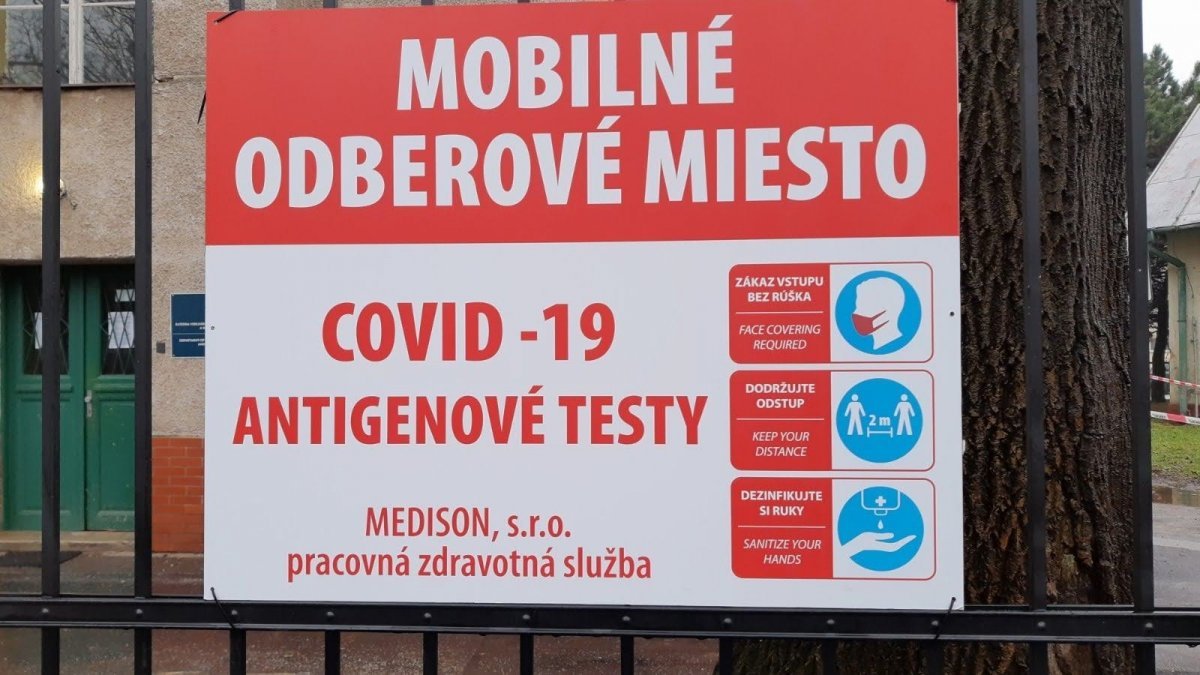 MOBILNÉ
ODBEROVÉ MIESTO
COVID -19
ANTIGENOVÉ TESTY
MEDISON, s.r.o.
pracovná zdravotná služba
ZÁKAZ VSTUPU
BEZ RÚŠKA
FACE COVERING
REQUIRED
DODRŽUJTE
ODSTUP
KEEP YOUR
DISTANCE
2 m
DEZINFIKUJTE
SI RUKY
SANITIZE YOUR
HANDS